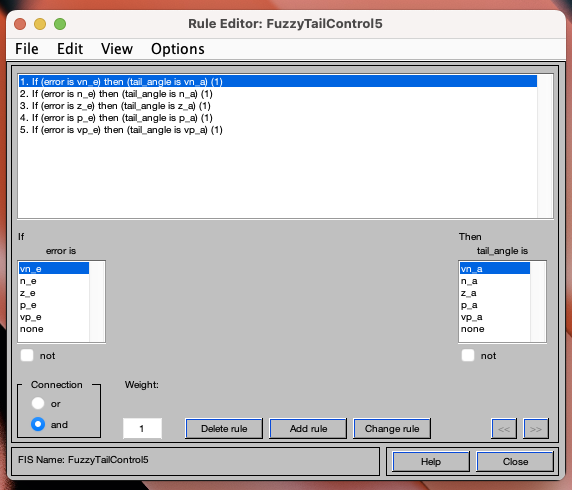 Rule Editor: FuzzyTailControl5
File Edit View Options
1. If (error is vn_e) then (tail_angle is vn_a) (1)
2. If (error is n_e) then (tail_angle is n_a) (1)
3. If (error is z_e) then (tail_angle is z_a) (1)
4. If (error is p_e) then (tail_angle is p_a) (1)
5. If (error is vp_e) then (tail_angle is vp_a) (1)
If
error is
vn_e
n_e
z_e
p_e
vp_e
none
not
Then
tail_angle is
vn_a
n_a
z_a
p_a
vp_a
none
not
Connection
or
and
Weight:
1
Delete rule
Add rule
Change rule
<<
>>
FIS Name: FuzzyTailControl5
Help
Close